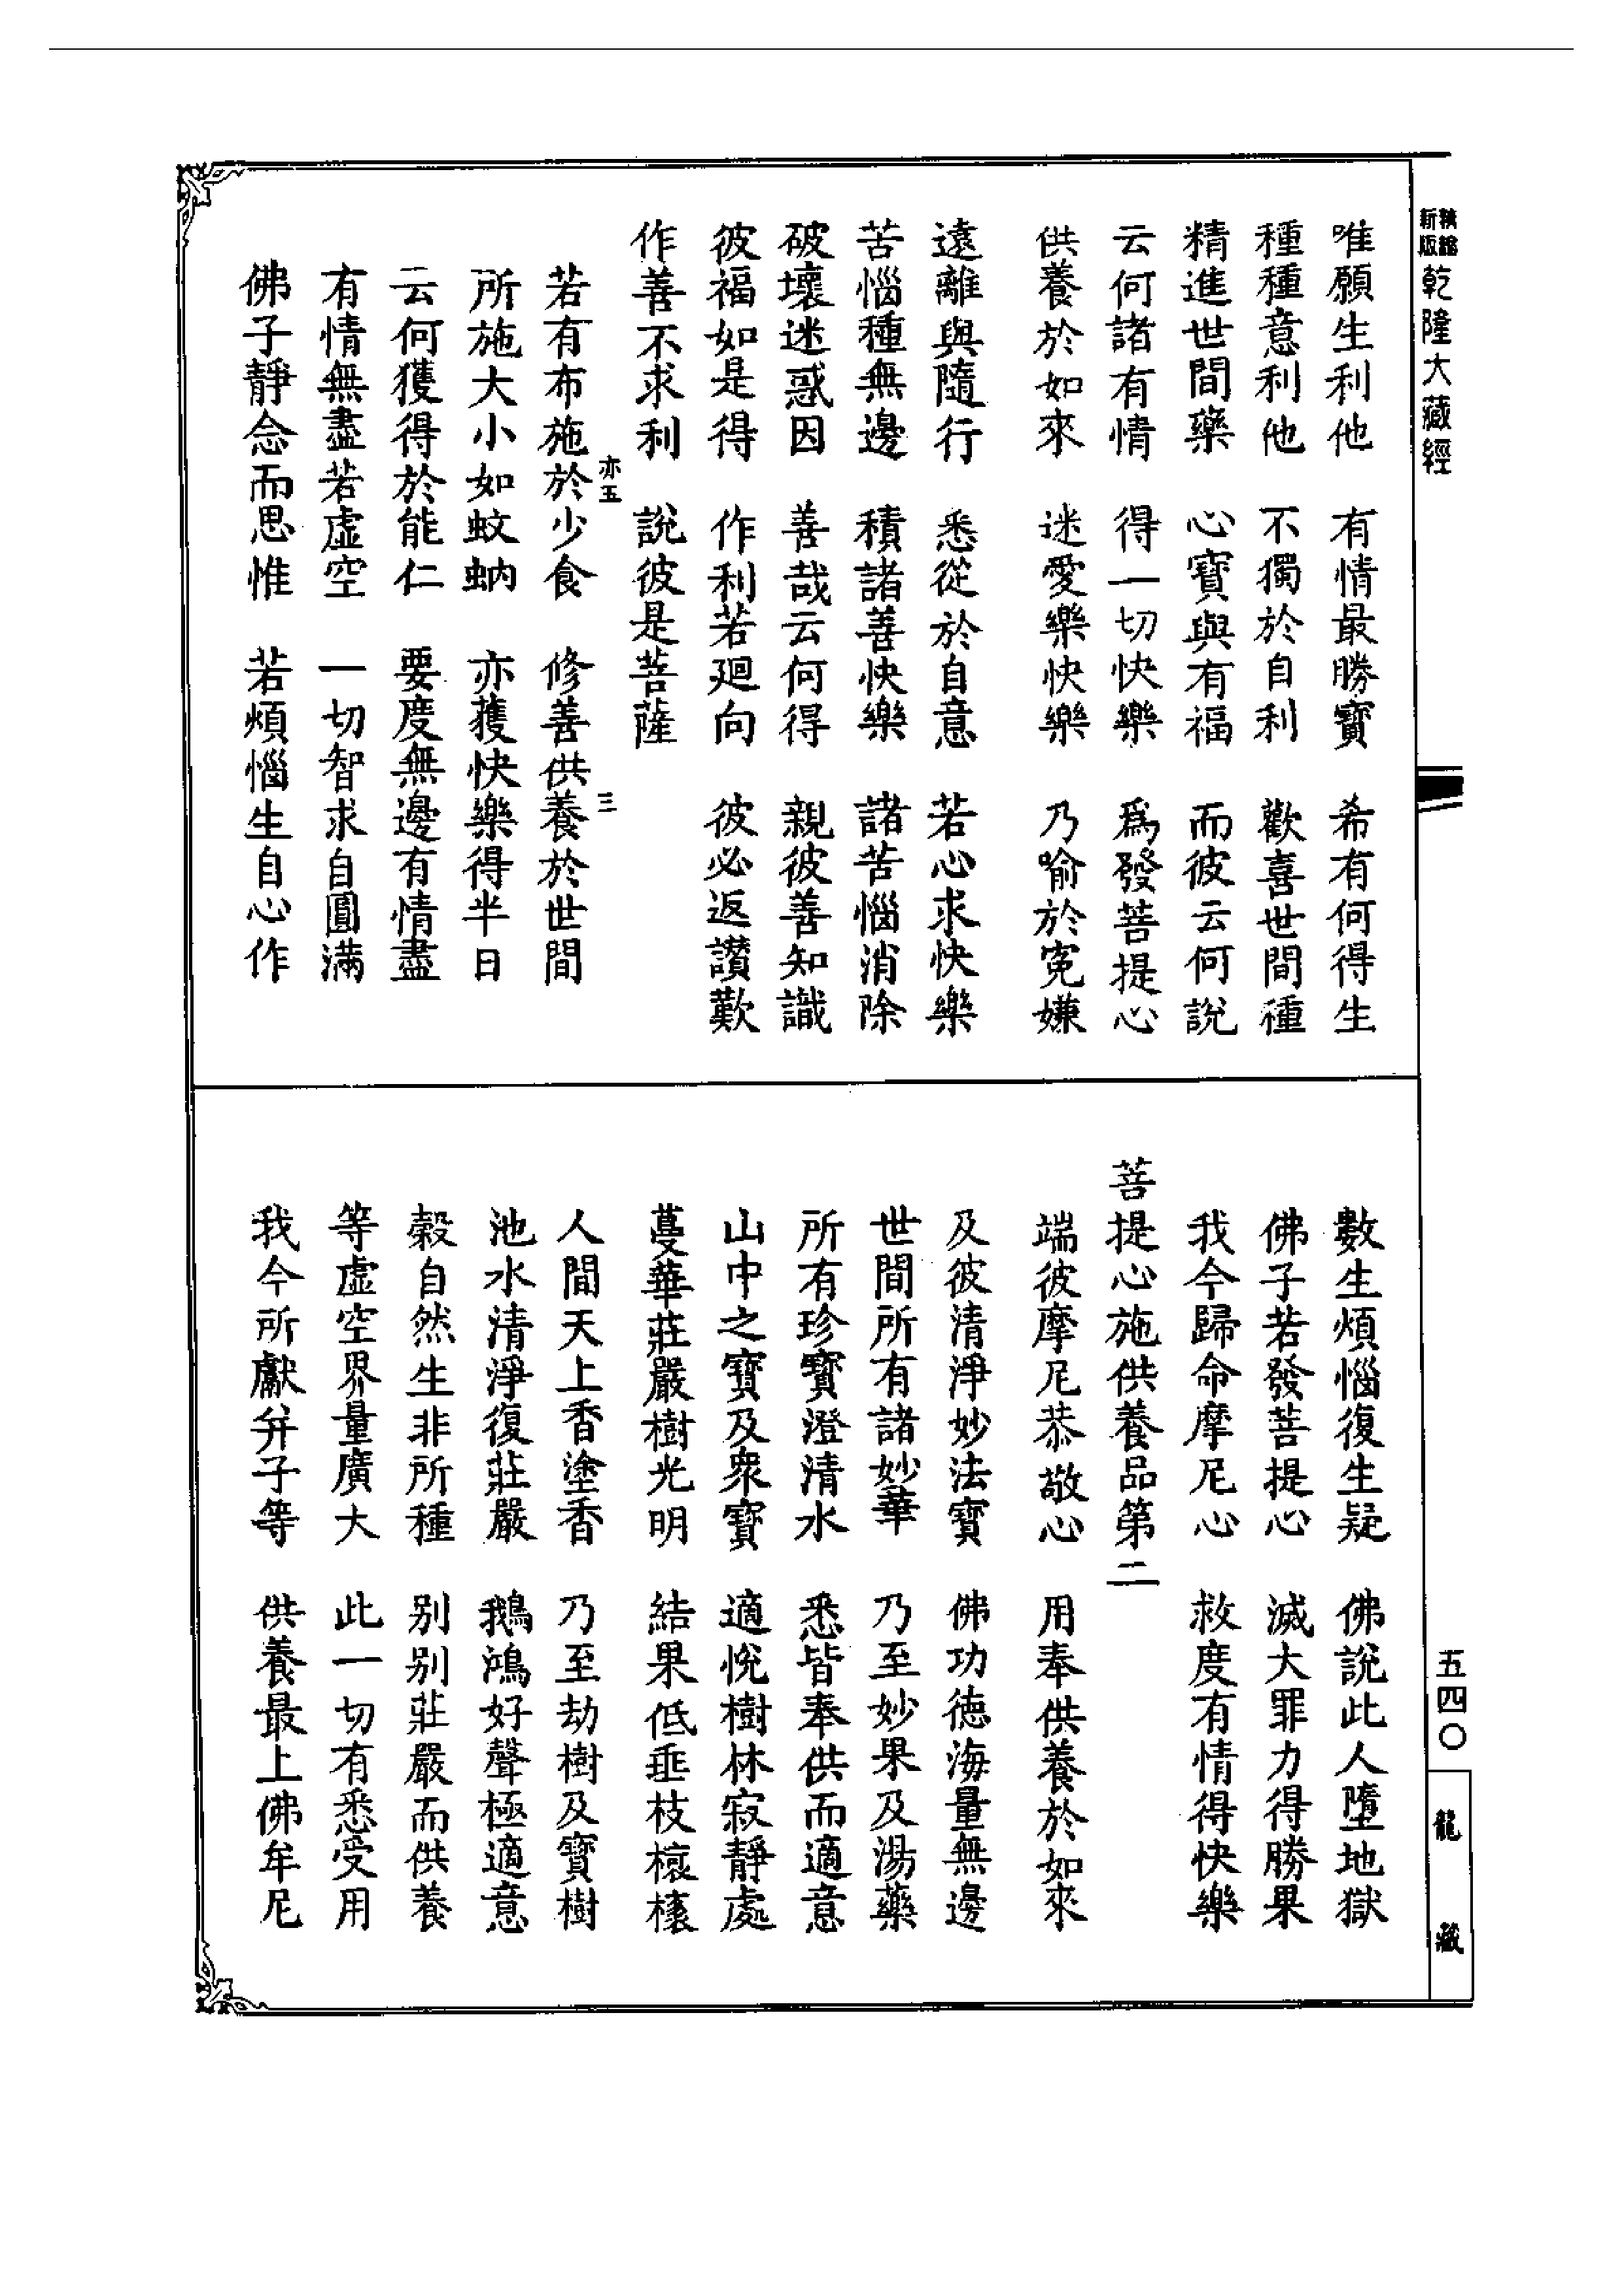 新版
乾隆大藏經
唯願生利他　有情最勝寶　希有何得生
種種意利他　不獨於自利　歡喜世間種
精進世間藥　心寶與有福　而彼云何說
云何諸有情　得一切快樂　爲發菩提心
供養於如來　迷愛樂快樂　乃喻於寃嫌
遠離與隨行　悉從於自意　若心求快樂
苦惱種無邊　積諸善快樂　諸苦惱消除
破壞迷惑因　善哉云何得　親彼善知識
彼福如是得　作利若廻向　彼必返讚歎
作善不求利　說彼是菩薩
亦五
三
若有布施於少食　修善供養於世間
所施大小如蚊蚋　亦獲快樂得半日
云何獲得於能仁　要度無邊有情盡
有情無盡若虛空　一切智求自圓滿
佛子靜念而思惟　若煩惱生自心作
數生煩惱復生疑　佛說此人墮地獄
佛子若發菩提心　滅大罪力得勝果
我今歸命摩尼心　救度有情得快樂
菩提心施供養品第二
端彼摩尼恭敬心　用奉供養於如來
及彼清淨妙法寶　佛功德海量無邊
世間所有諸妙華　乃至妙果及湯藥
所有珍寶澄清水　悉皆奉供而適意
山中之寶及衆寶　適悅樹林寂靜處
蔓華莊嚴樹光明　結果低垂枝榱榱
人間天上香塗香　乃至劫樹及寶樹
池水清淨復莊嚴　鵝鴻好聲極適意
穀自然生非所種　別別莊嚴而供養
等虛空界量廣大　此一切有悉受用
我今所獻并子等　供養最上佛牟尼
五四〇
龍藏